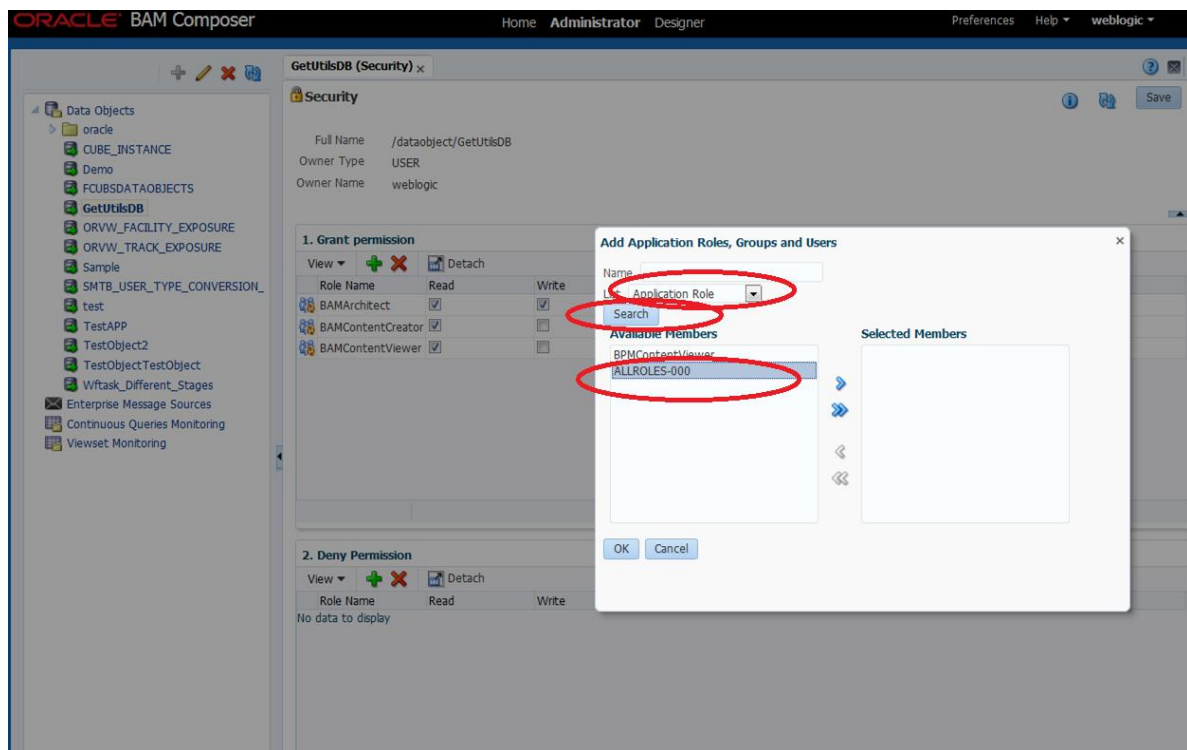 ORACLE BAM Composer
Home Administrator Designer
Preferences Help weblogic
GetUtilsDB (Security) x
Security
Save
Full Name /dataobject/GetUtilsDB
Owner Type USER
Owner Name weblogic
Data Objects
oracle
CUBE_INSTANCE
Demo
FCUBSDATAOBJECTS
GetUtilsDB
ORVW_FACILITY_EXPOSURE
ORVW_TRACK_EXPOSURE
Sample
SMTB_USER_TYPE_CONVERSION_
test
TestAPP
TestObject2
TestObjectTestObject
Wftask_Different_Stages
Enterprise Message Sources
Continuous Queries Monitoring
Viewset Monitoring
1. Grant permission
View Detach
Role Name Read Write
BAMArchitect
BAMContentCreator
BAMContentViewer
2. Deny Permission
View Detach
Role Name Read Write
No data to display
Add Application Roles, Groups and Users
Name
List Application Role
Search
Available Members Selected Members
BPMContentViewer
ALLROLES-000
OK Cancel